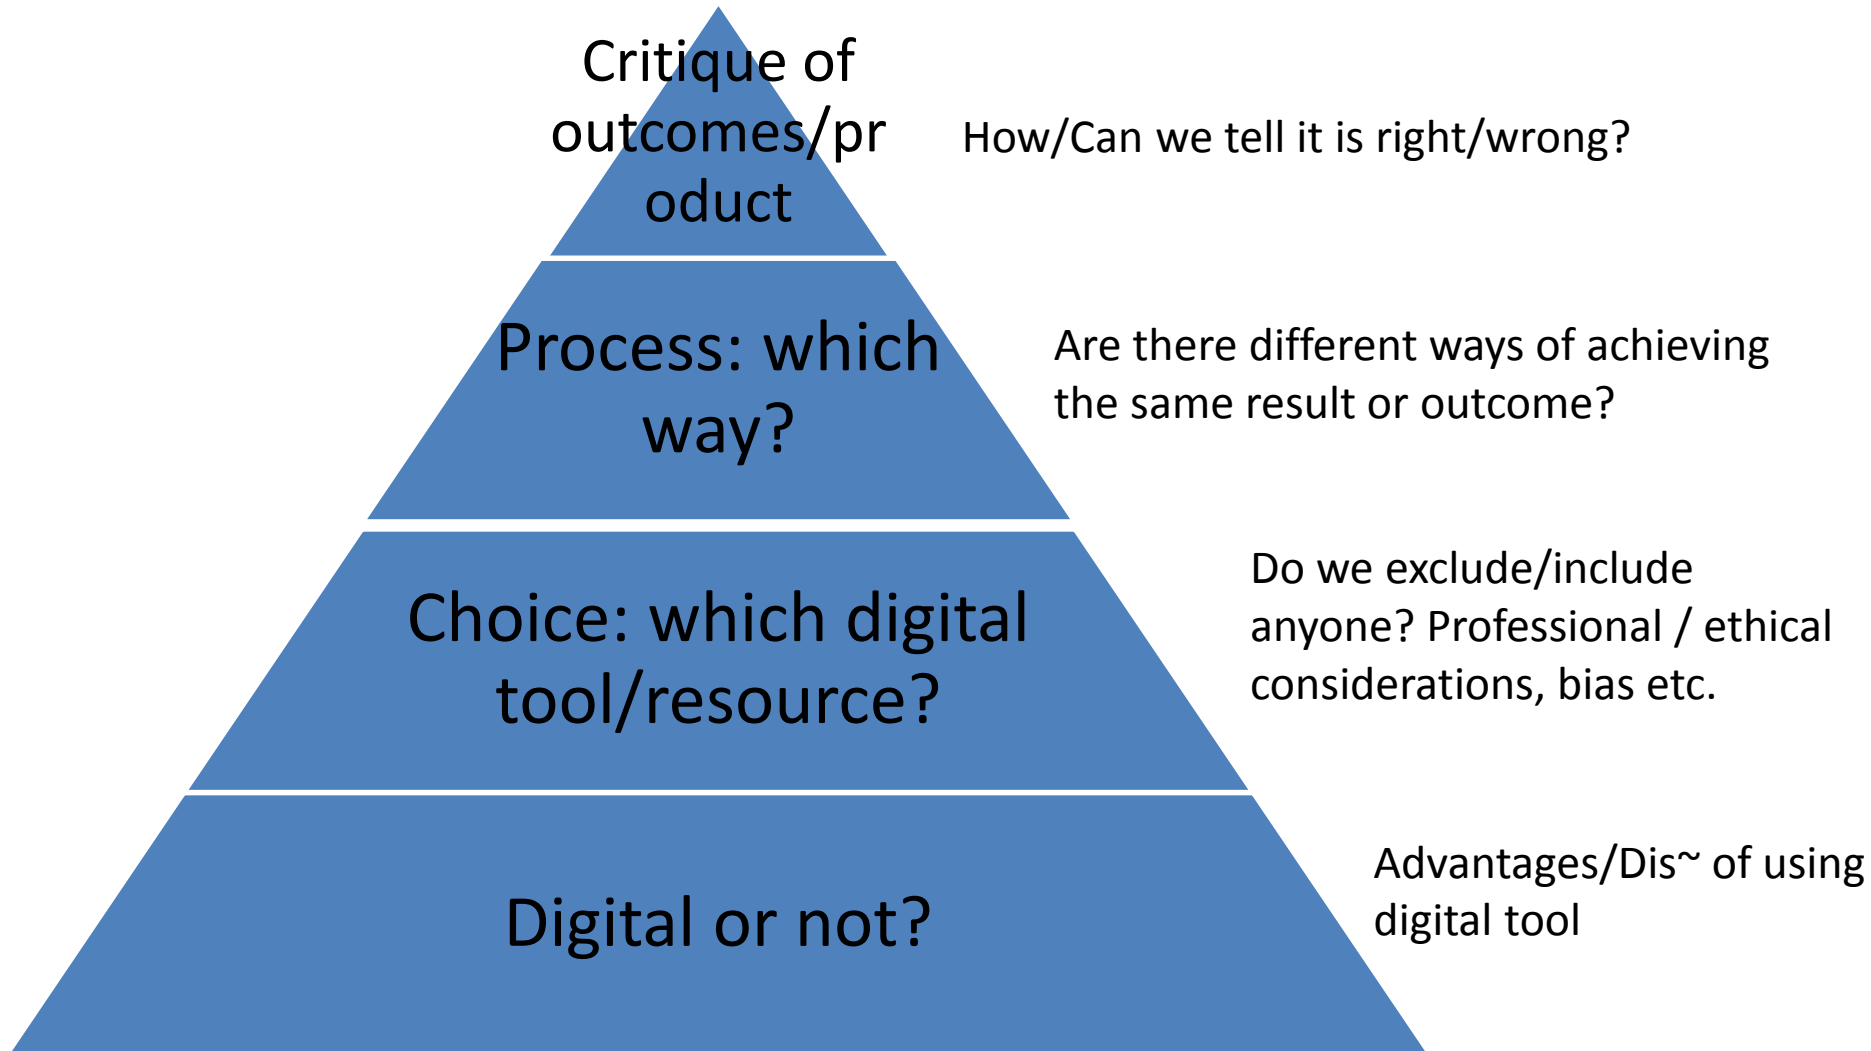 Critique of
outcomes/pr
oduct
How/Can we tell it is right/wrong?
Process: which
way?
Are there different ways of achieving
the same result or outcome?
Choice: which digital
tool/resource?
Do we exclude/include
anyone? Professional / ethical
considerations, bias etc.
Digital or not?
Advantages/Dis~ of using
digital tool